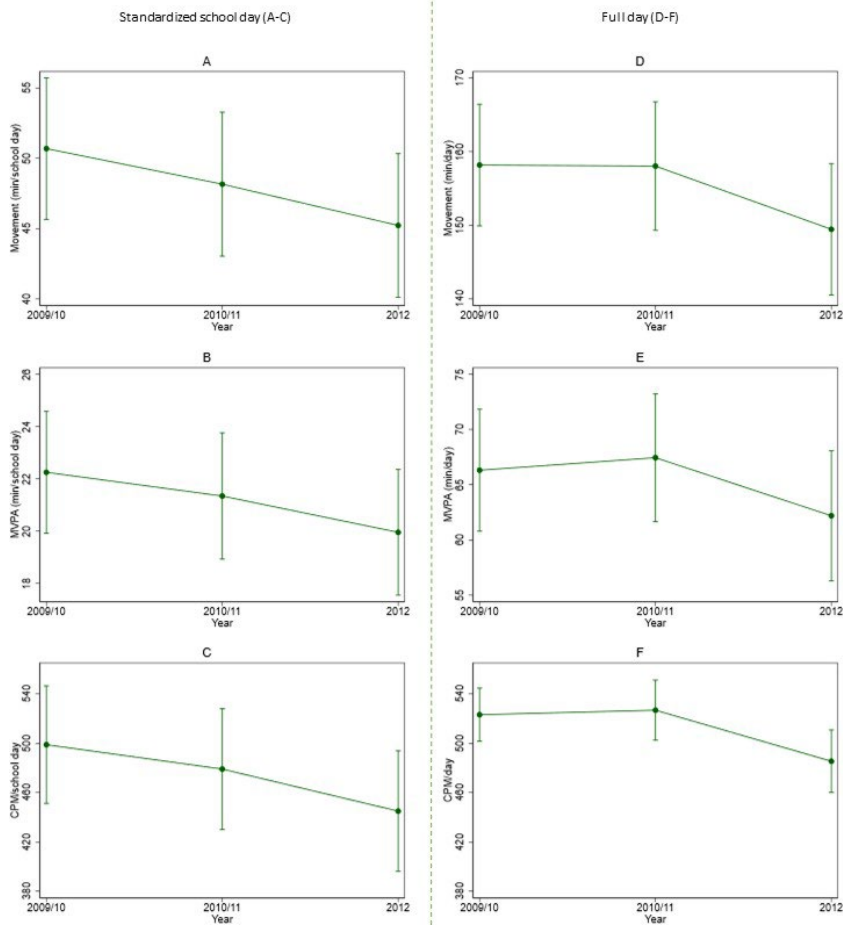 Standardized school day (A-C)
Full day (D-F)
A
Movement (min/school day)
55
50
45
40
2009/10
2010/11
2012
Year
B
MVPA (min/school day)
26
24
22
20
18
2009/10
2010/11
2012
Year
C
CPM/school day
540
500
460
420
380
2009/10
2010/11
2012
Year
D
Movement (min/day)
170
160
150
140
2009/10
2010/11
2012
Year
E
MVPA (min/day)
75
70
65
60
55
2009/10
2010/11
2012
Year
F
CPM/day
540
500
460
420
380
2009/10
2010/11
2012
Year